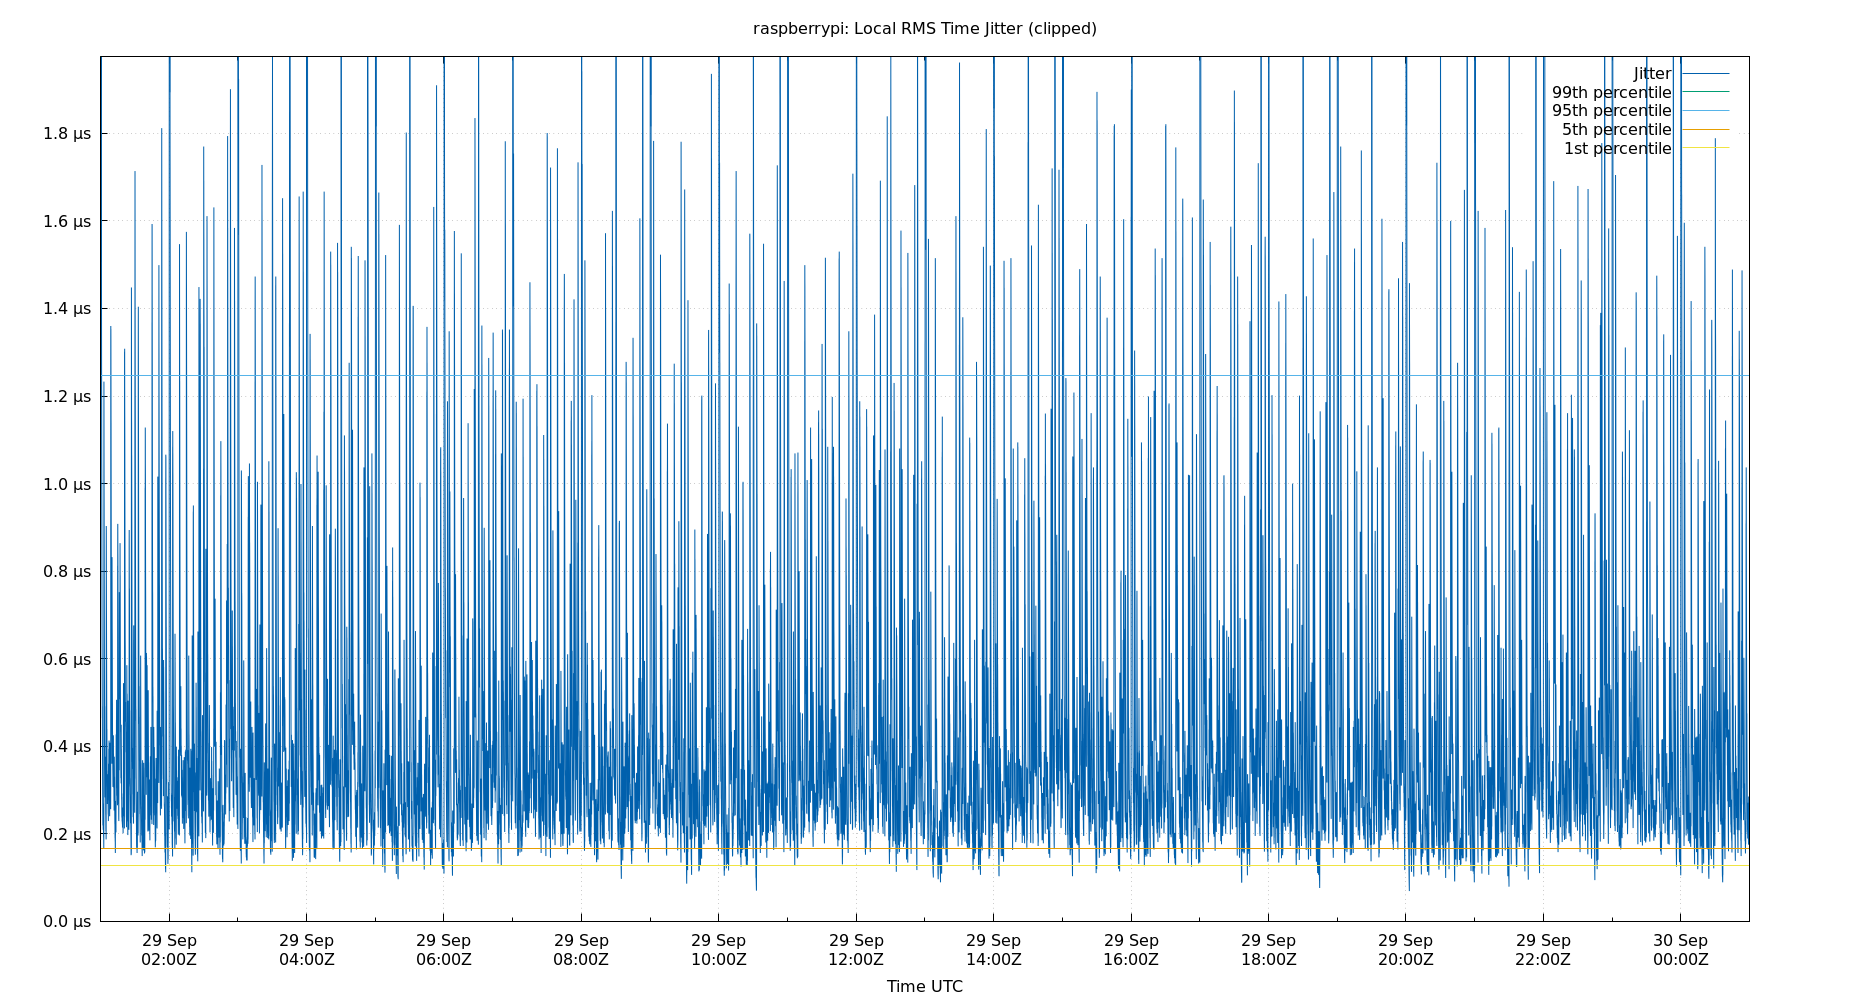 raspberrypi: Local RMS Time Jitter (clipped)
Jitter
99th percentile
95th percentile
5th percentile
1st percentile
1.8 µs
1.6 µs
1.4 µs
1.2 µs
1.0 µs
0.8 µs
0.6 µs
0.4 µs
0.2 µs
0.0 µs
29 Sep 29 Sep 29 Sep 29 Sep 29 Sep 29 Sep 29 Sep 29 Sep 29 Sep 29 Sep 29 Sep 30 Sep
02:00Z 04:00Z 06:00Z 08:00Z 10:00Z 12:00Z 14:00Z 16:00Z 18:00Z 20:00Z 22:00Z 00:00Z
Time UTC